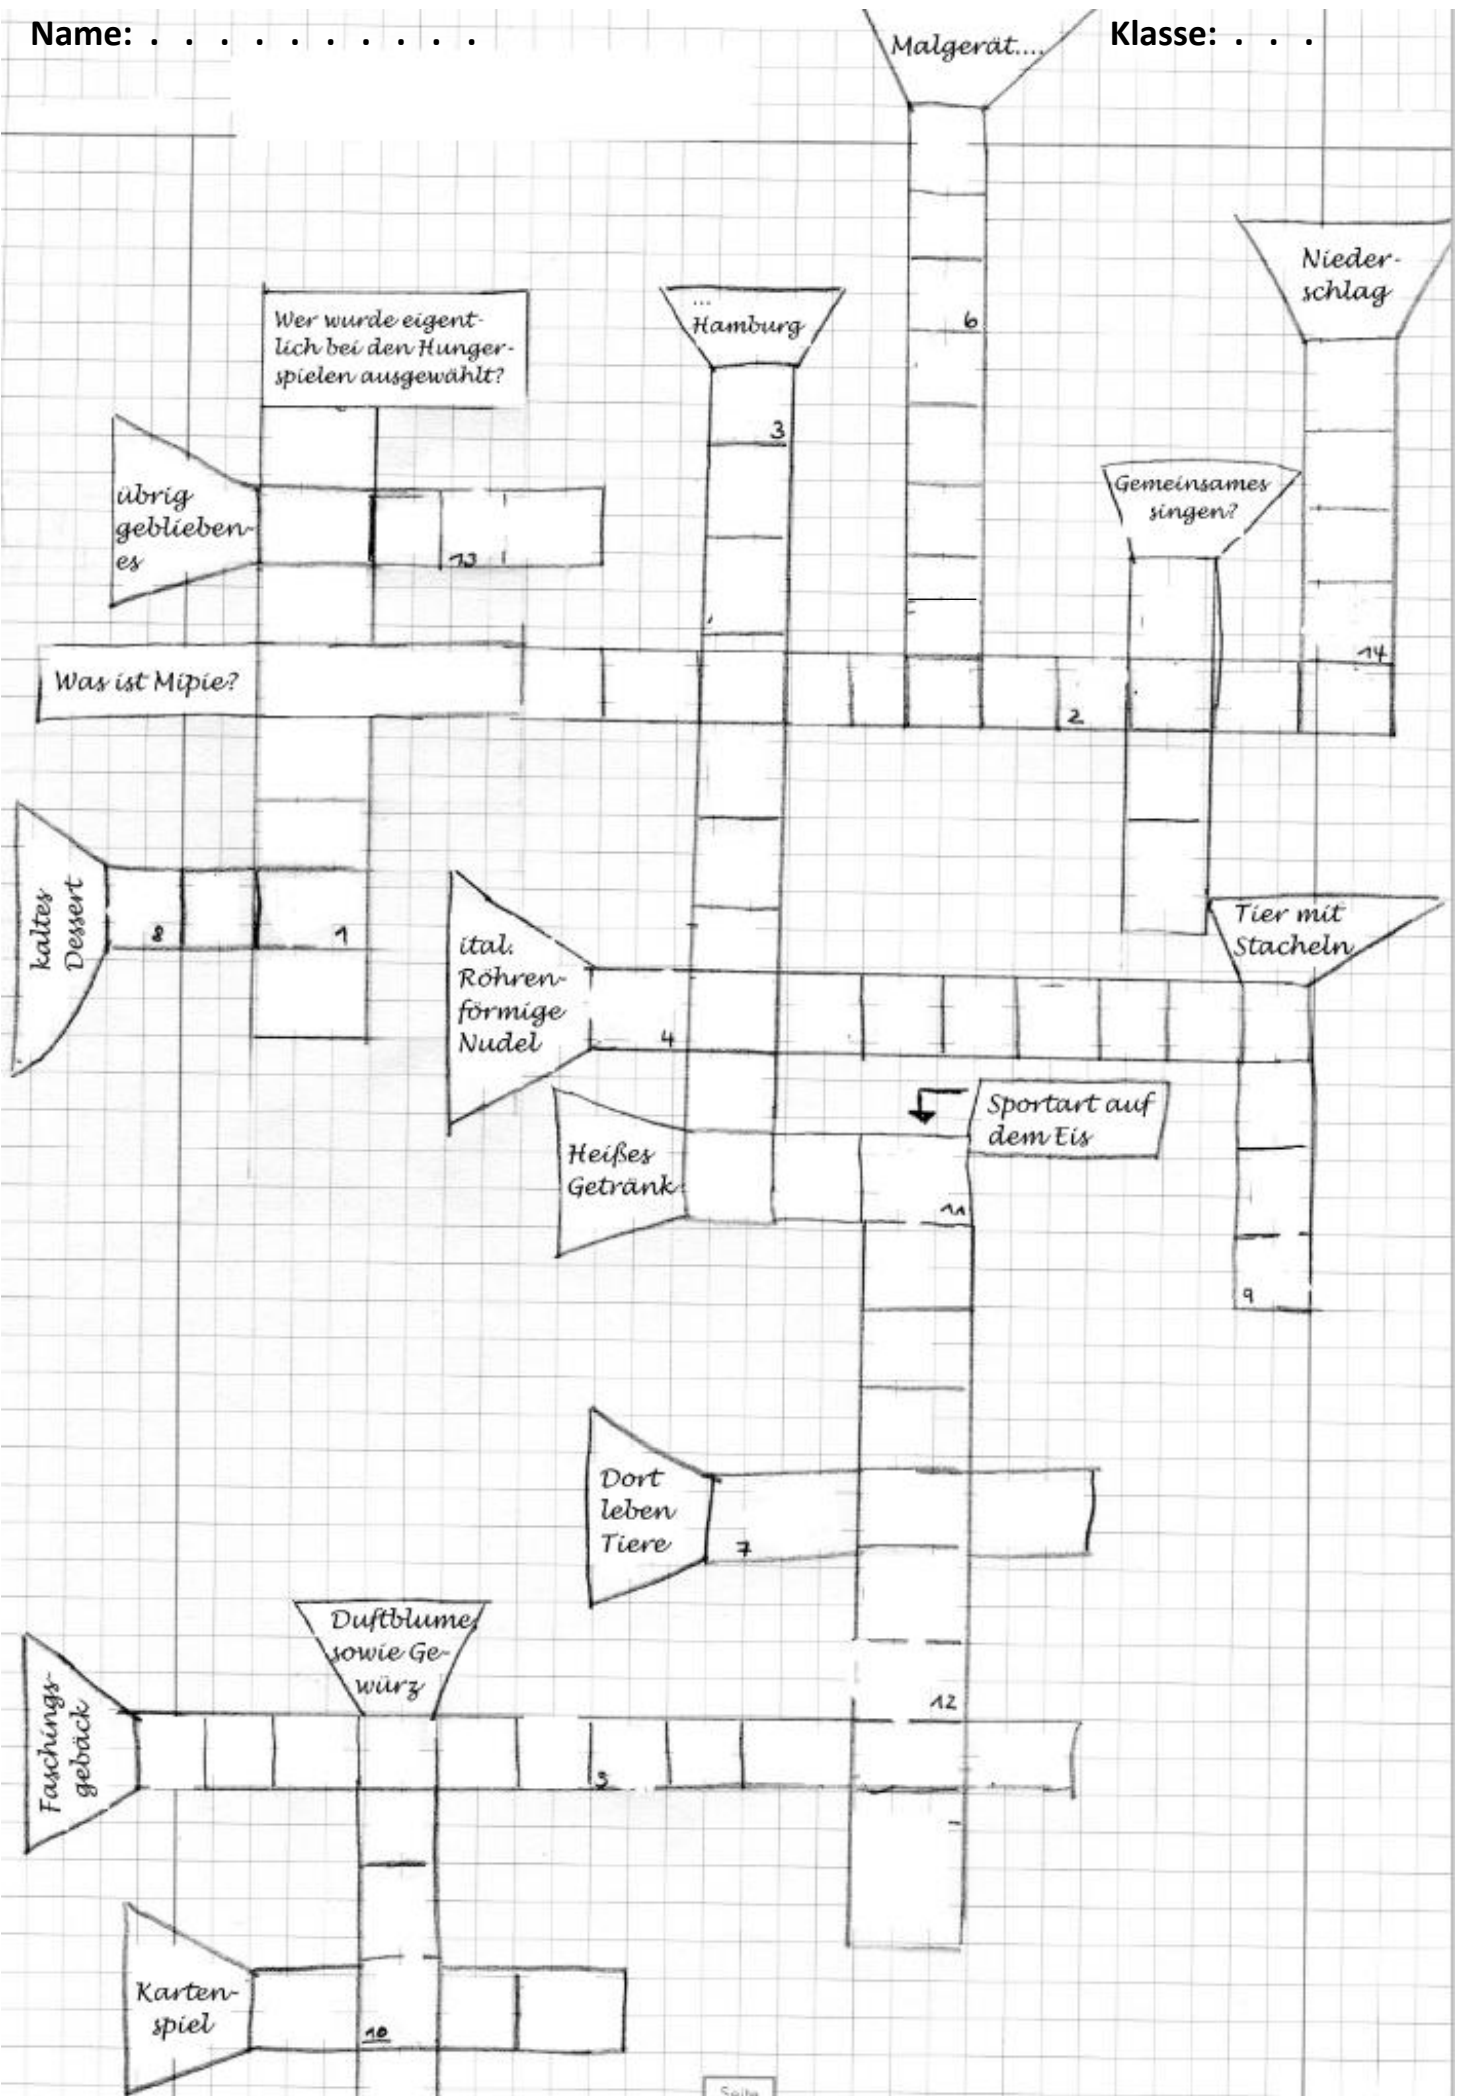 Name: . . . . . . . . . .
Klasse: . . .
Malgerät....
Nieder-
schlag
Wer wurde eigent-
lich bei den Hunger-
spielen ausgewählt?
...
Hamburg
6
3
übrig
geblieben-
es
13
Gemeinsames
singen?
14
Was ist Mipie?
2
kaltes
Dessert
8
1
ital.
Röhren-
förmige
Nudel
4
Tier mit
Stacheln
Sportart auf
dem Eis
Heißes
Getränk
11
9
Dort
leben
Tiere
7
Duftblume
sowie Ge-
würz
12
Faschings-
gebäck
Karten-
spiel
10
Seite